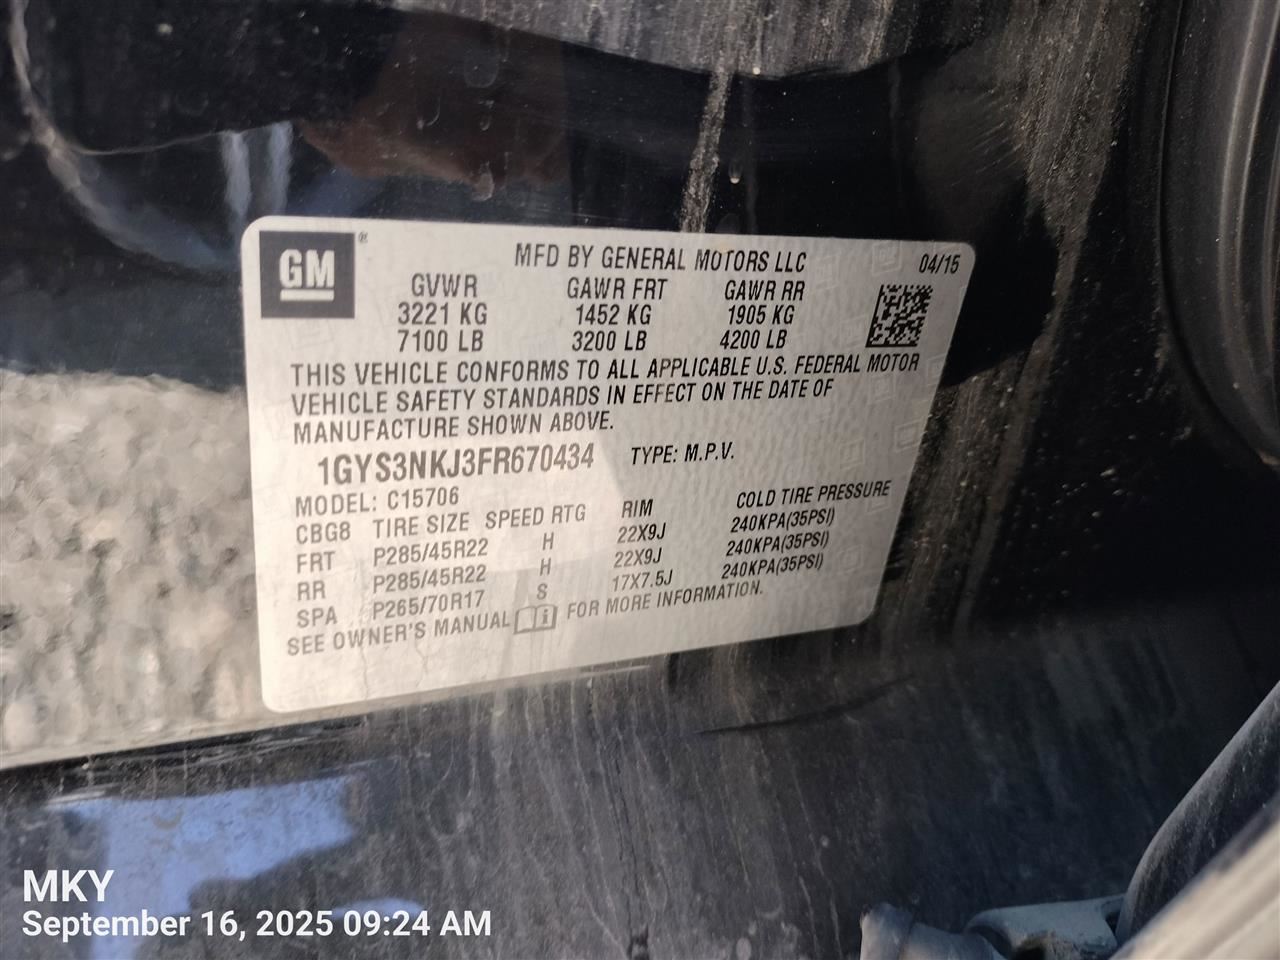 GM ®
MFD BY GENERAL MOTORS LLC 04/15
GVWR GAWR FRT GAWR RR
3221 KG 1452 KG 1905 KG
7100 LB 3200 LB 4200 LB
THIS VEHICLE CONFORMS TO ALL APPLICABLE U.S. FEDERAL MOTOR
VEHICLE SAFETY STANDARDS IN EFFECT ON THE DATE OF
MANUFACTURE SHOWN ABOVE.
1GYS3NKJ3FR670434 TYPE: M.P.V.
MODEL: C15706
CBG8 TIRE SIZE SPEED RTG RIM COLD TIRE PRESSURE
FRT P285/45R22 H 22X9J 240KPA(35PSI)
RR P285/45R22 H 22X9J 240KPA(35PSI)
SPA P265/70R17 S 17X7.5J 240KPA(35PSI)
SEE OWNER'S MANUAL FOR MORE INFORMATION.
MKY
September 16, 2025 09:24 AM